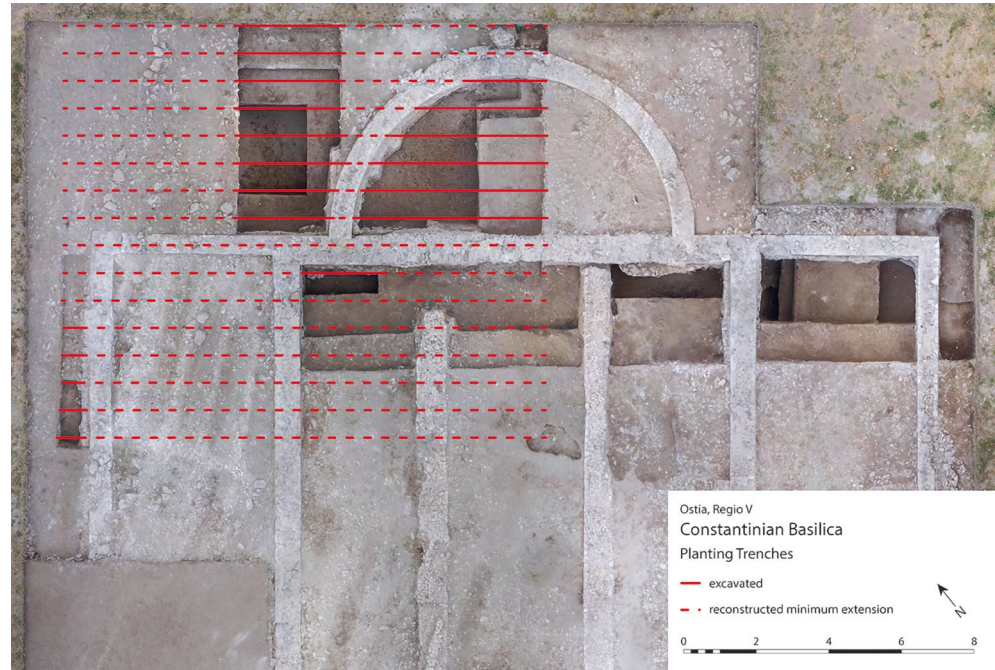 Ostia, Regio V
Constantinian Basilica
Planting Trenches
excavated
reconstructed minimum extension
N
0 2 4 6 8